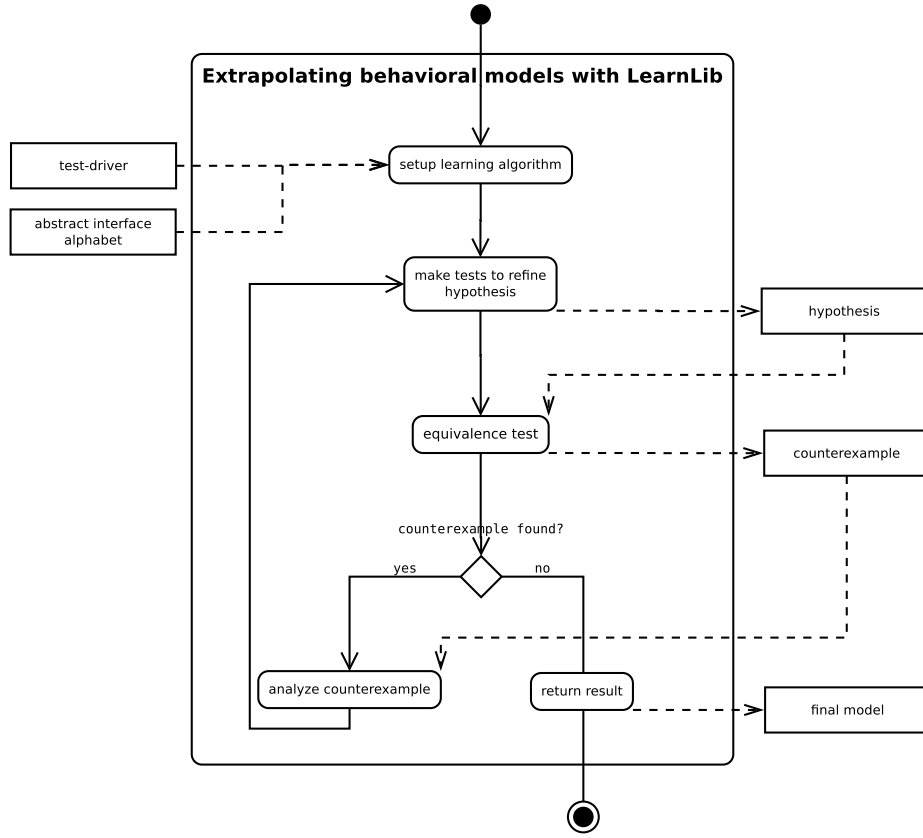 Extrapolating behavioral models with LearnLib
test-driver
setup learning algorithm
abstract interface
alphabet
make tests to refine
hypothesis
hypothesis
equivalence test
counterexample
counterexample found?
yes
no
analyze counterexample
return result
final model